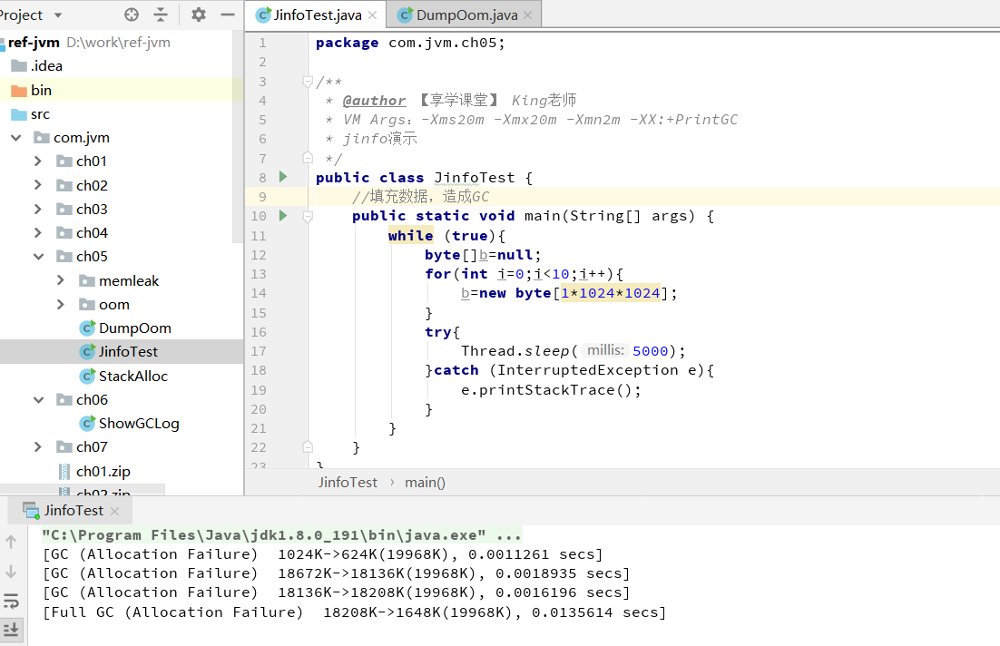 Project
JinfoTest.java
DumpOom.java
ref-jvm D:\work\ref-jvm
.idea
bin
src
com.jvm
ch01
ch02
ch03
ch04
ch05
memleak
oom
DumpOom
JinfoTest
StackAlloc
ch06
ShowGCLog
ch07
ch01.zip
ch02.zip
1 package com.jvm.ch05;
2
3 /**
4 * @author 【享学课堂】 King老师
5 * VM Args：-Xms20m -Xmx20m -Xmn2m -XX:+PrintGC
6 * jinfo演示
7 */
8 public class JinfoTest {
9 //填充数据，造成GC
10 public static void main(String[] args) {
11 while (true){
12 byte[]b=null;
13 for(int i=0;i<10;i++){
14 b=new byte[1*1024*1024];
15 }
16 try{
17 Thread.sleep( millis: 5000);
18 }catch (InterruptedException e){
19 e.printStackTrace();
20 }
21 }
22 }
23 }
JinfoTest › main()
JinfoTest
"C:\Program Files\Java\jdk1.8.0_191\bin\java.exe" ...
[GC (Allocation Failure)  1024K->624K(19968K), 0.0011261 secs]
[GC (Allocation Failure)  18672K->18136K(19968K), 0.0018935 secs]
[GC (Allocation Failure)  18136K->18208K(19968K), 0.0016196 secs]
[Full GC (Allocation Failure)  18208K->1648K(19968K), 0.0135614 secs]